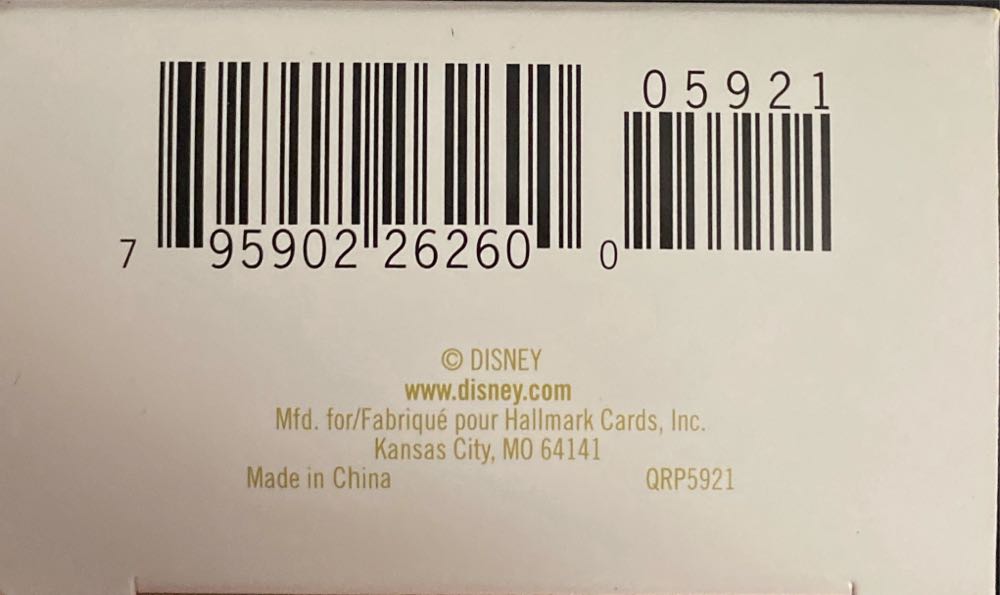 05921
7 95902 26260 0
© DISNEY
www.disney.com
Mfd. for/Fabriqué pour Hallmark Cards, Inc.
Kansas City, MO 64141
Made in China QRP5921